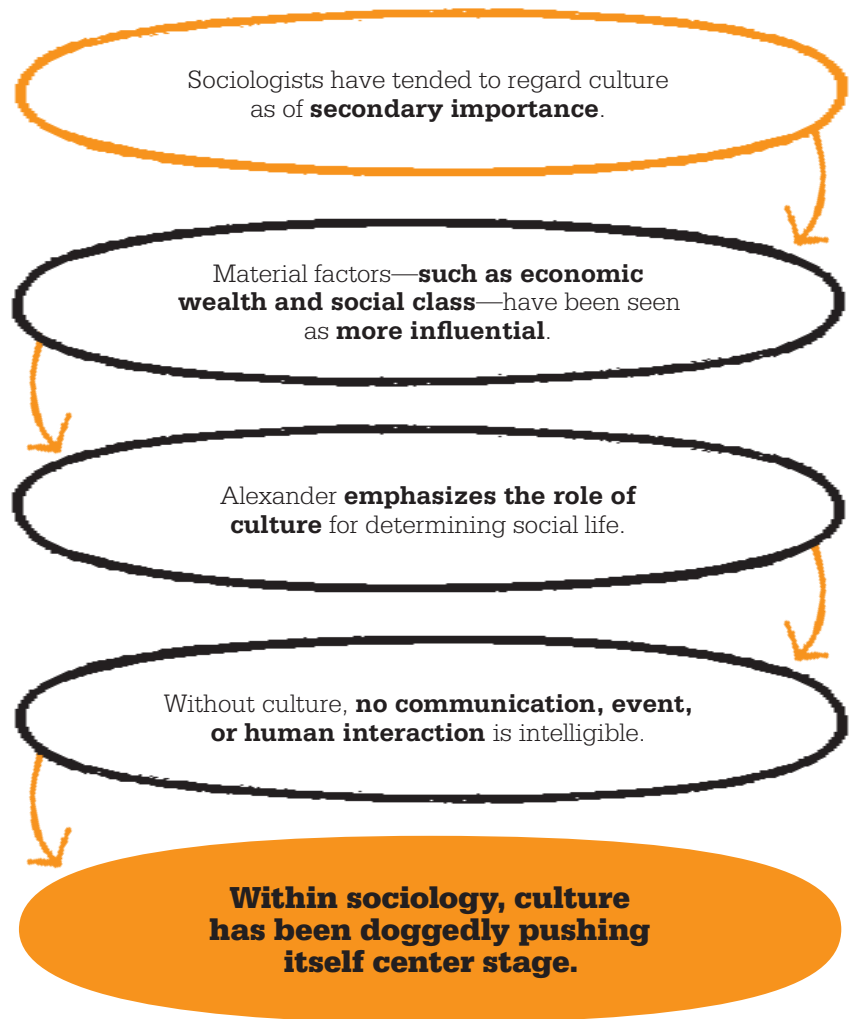 Sociologists have tended to regard culture
as of secondary importance.
Material factors—such as economic
wealth and social class—have been seen
as more influential.
Alexander emphasizes the role of
culture for determining social life.
Without culture, no communication, event,
or human interaction is intelligible.
Within sociology, culture
has been doggedly pushing
itself center stage.